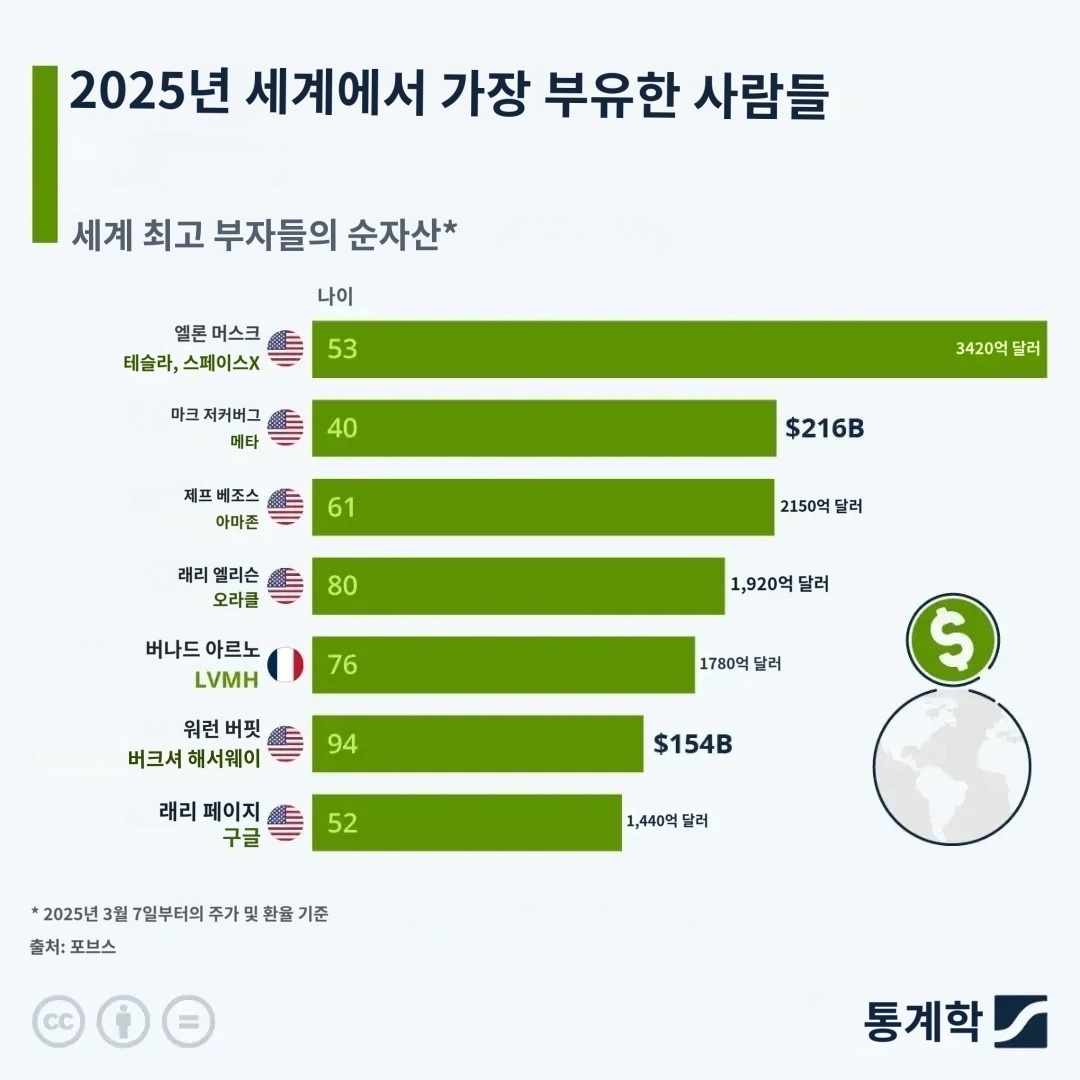 2025년 세계에서 가장 부유한 사람들
세계 최고 부자들의 순자산*
나이
엘론 머스크
테슬라, 스페이스X
53
3420억 달러
마크 저커버그
메타
40
$216B
제프 베조스
아마존
61
2150억 달러
래리 엘리슨
오라클
80
1,920억 달러
버나드 아르노
LVMH
76
1780억 달러
워런 버핏
버크셔 해서웨이
94
$154B
래리 페이지
구글
52
1,440억 달러
$
* 2025년 3월 7일부터의 주가 및 환율 기준
출처: 포브스
cc
=
통계학